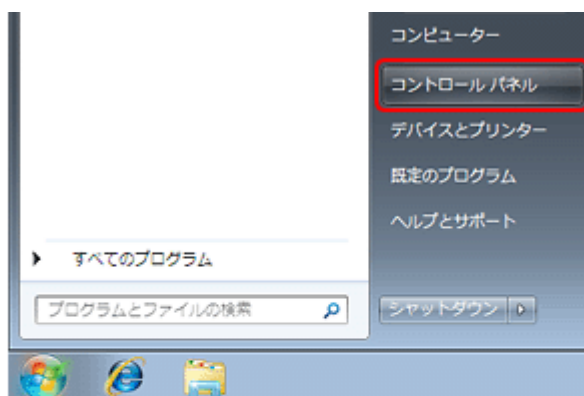 コンピューター
コントロール パネル
デバイスとプリンター
既定のプログラム
ヘルプとサポート
すべてのプログラム
プログラムとファイルの検索
シャットダウン